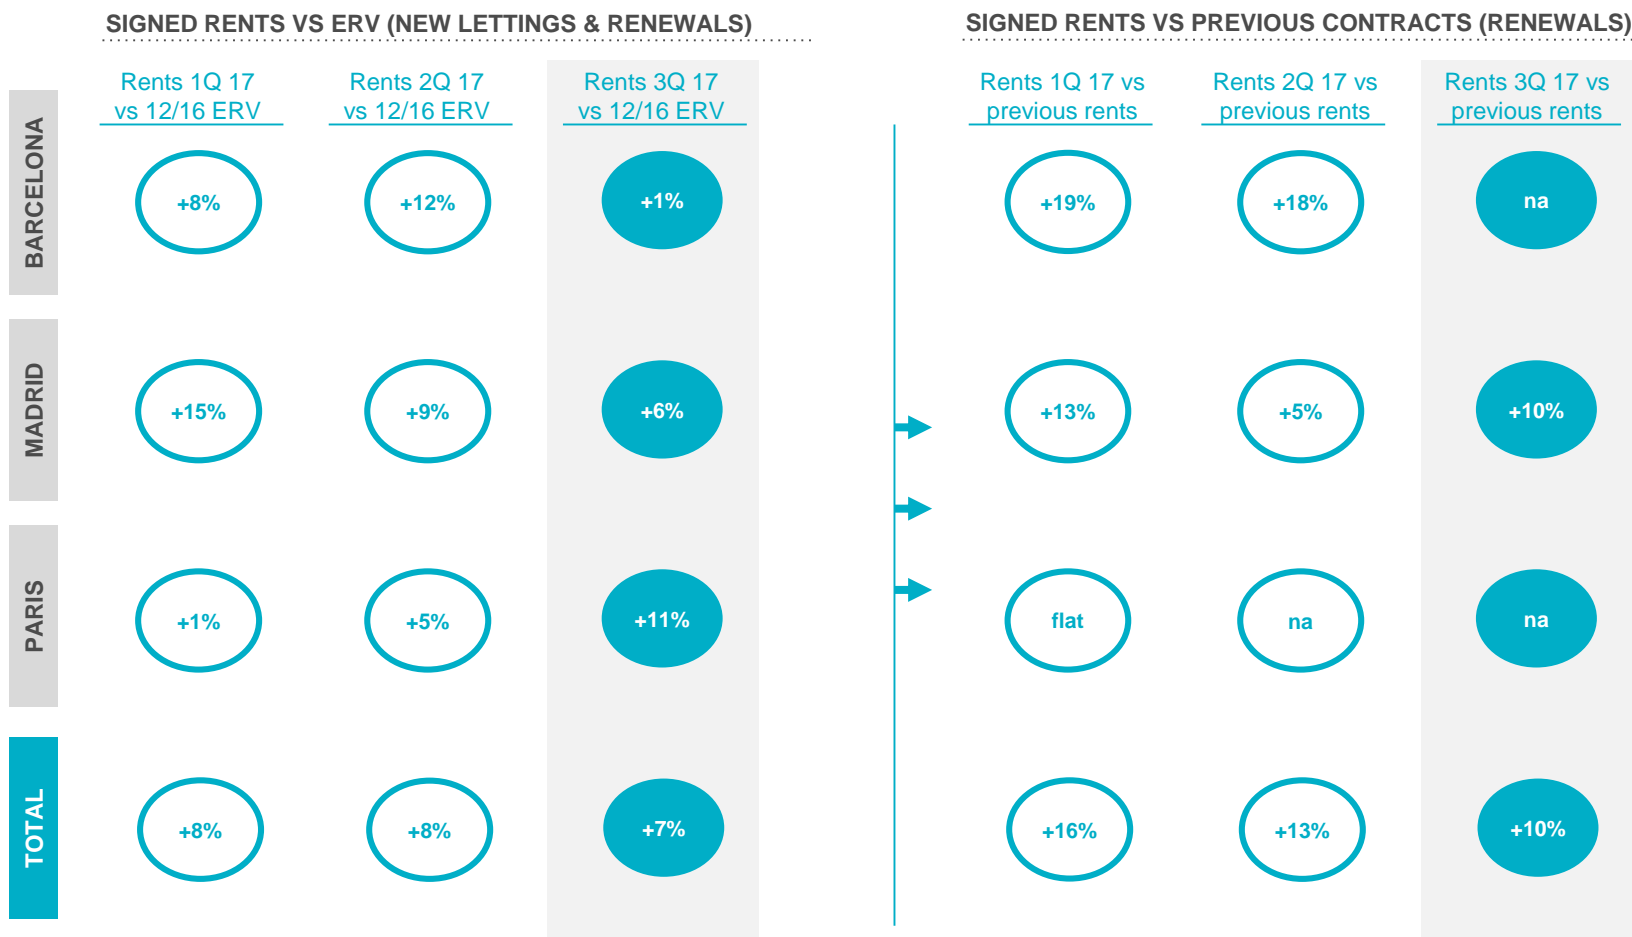 SIGNED RENTS VS ERV (NEW LETTINGS & RENEWALS)
SIGNED RENTS VS PREVIOUS CONTRACTS (RENEWALS)
Rents 1Q 17
vs 12/16 ERV
Rents 2Q 17
vs 12/16 ERV
Rents 3Q 17
vs 12/16 ERV
Rents 1Q 17 vs
previous rents
Rents 2Q 17 vs
previous rents
Rents 3Q 17 vs
previous rents
BARCELONA
+8%
+12%
+1%
+19%
+18%
na
MADRID
+15%
+9%
+6%
+13%
+5%
+10%
PARIS
+1%
+5%
+11%
flat
na
na
TOTAL
+8%
+8%
+7%
+16%
+13%
+10%